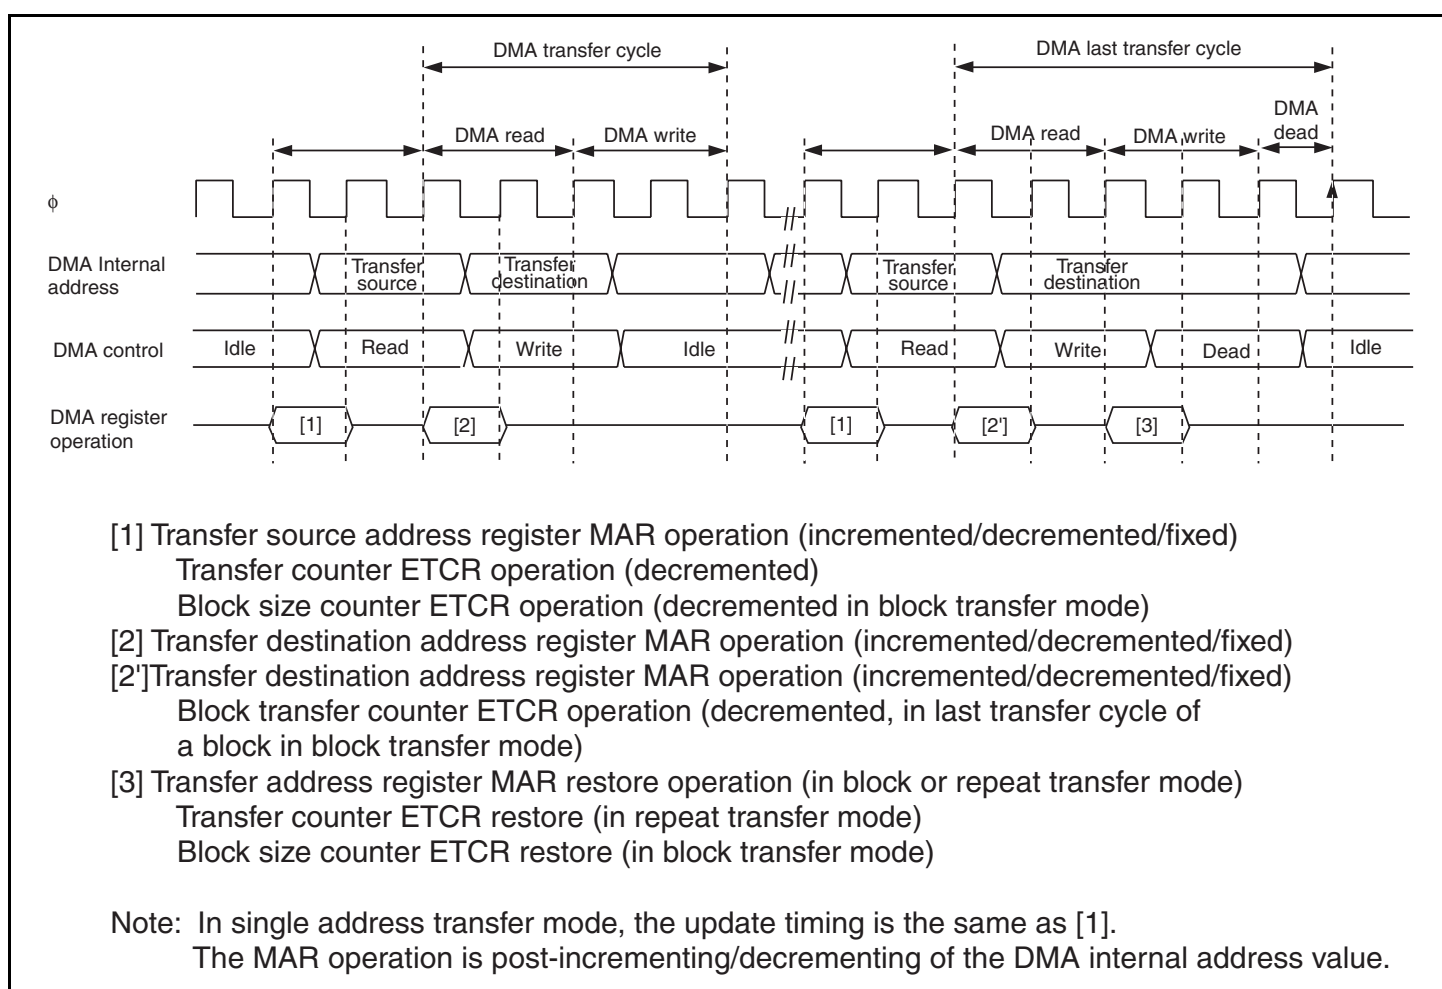 DMA transfer cycle
DMA last transfer cycle
DMA read
DMA write
DMA read
DMA write
DMA
dead
ϕ
DMA Internal
address
Transfer
source
Transfer
destination
Transfer
source
Transfer
destination
DMA control
Idle
Read
Write
Idle
Read
Write
Dead
Idle
DMA register
operation
[1]
[2]
[1]
[2']
[3]
[1] Transfer source address register MAR operation (incremented/decremented/fixed)
Transfer counter ETCR operation (decremented)
Block size counter ETCR operation (decremented in block transfer mode)
[2] Transfer destination address register MAR operation (incremented/decremented/fixed)
[2']Transfer destination address register MAR operation (incremented/decremented/fixed)
Block transfer counter ETCR operation (decremented, in last transfer cycle of
a block in block transfer mode)
[3] Transfer address register MAR restore operation (in block or repeat transfer mode)
Transfer counter ETCR restore (in repeat transfer mode)
Block size counter ETCR restore (in block transfer mode)
Note: In single address transfer mode, the update timing is the same as [1].
The MAR operation is post-incrementing/decrementing of the DMA internal address value.